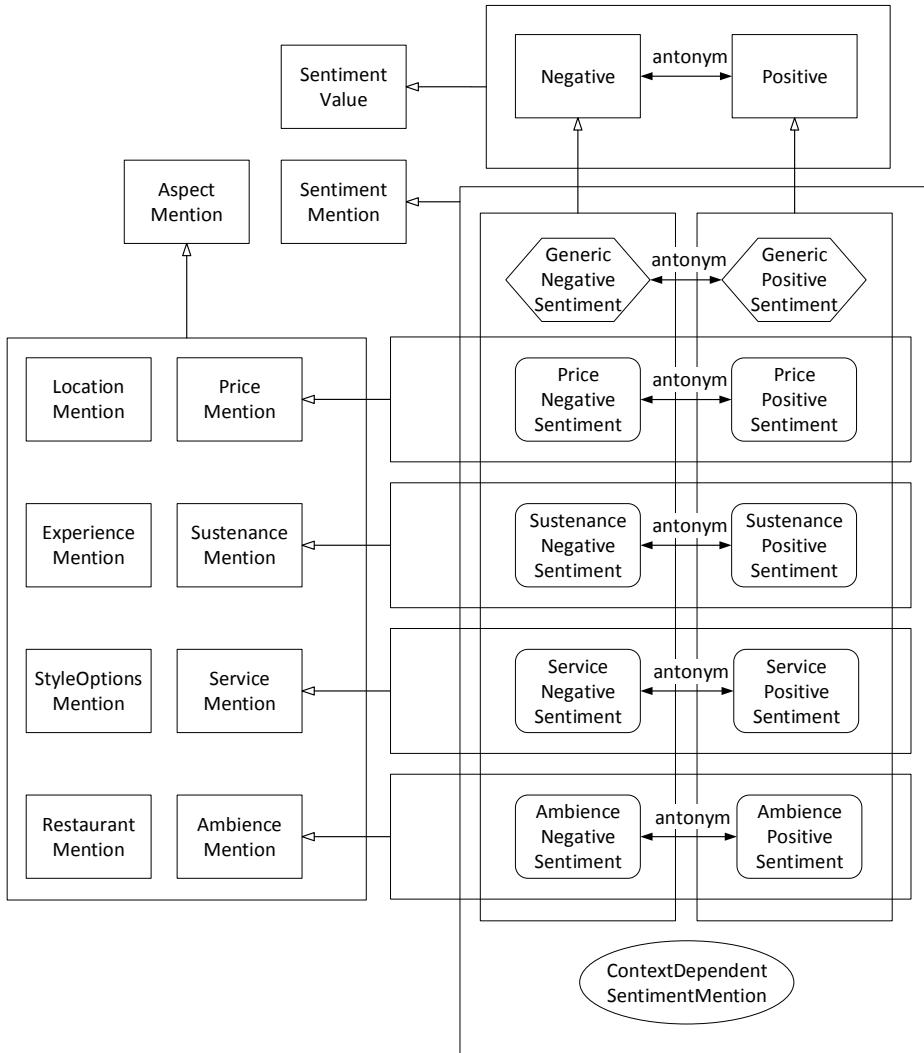 Sentiment
Value
Negative
antonym
Positive
Aspect
Mention
Sentiment
Mention
Generic
Negative
Sentiment
antonym
Generic
Positive
Sentiment
Location
Mention
Price
Mention
Price
Negative
Sentiment
antonym
Price
Positive
Sentiment
Experience
Mention
Sustenance
Mention
Sustenance
Negative
Sentiment
antonym
Sustenance
Positive
Sentiment
StyleOptions
Mention
Service
Mention
Service
Negative
Sentiment
antonym
Service
Positive
Sentiment
Restaurant
Mention
Ambience
Mention
Ambience
Negative
Sentiment
antonym
Ambience
Positive
Sentiment
ContextDependent
SentimentMention